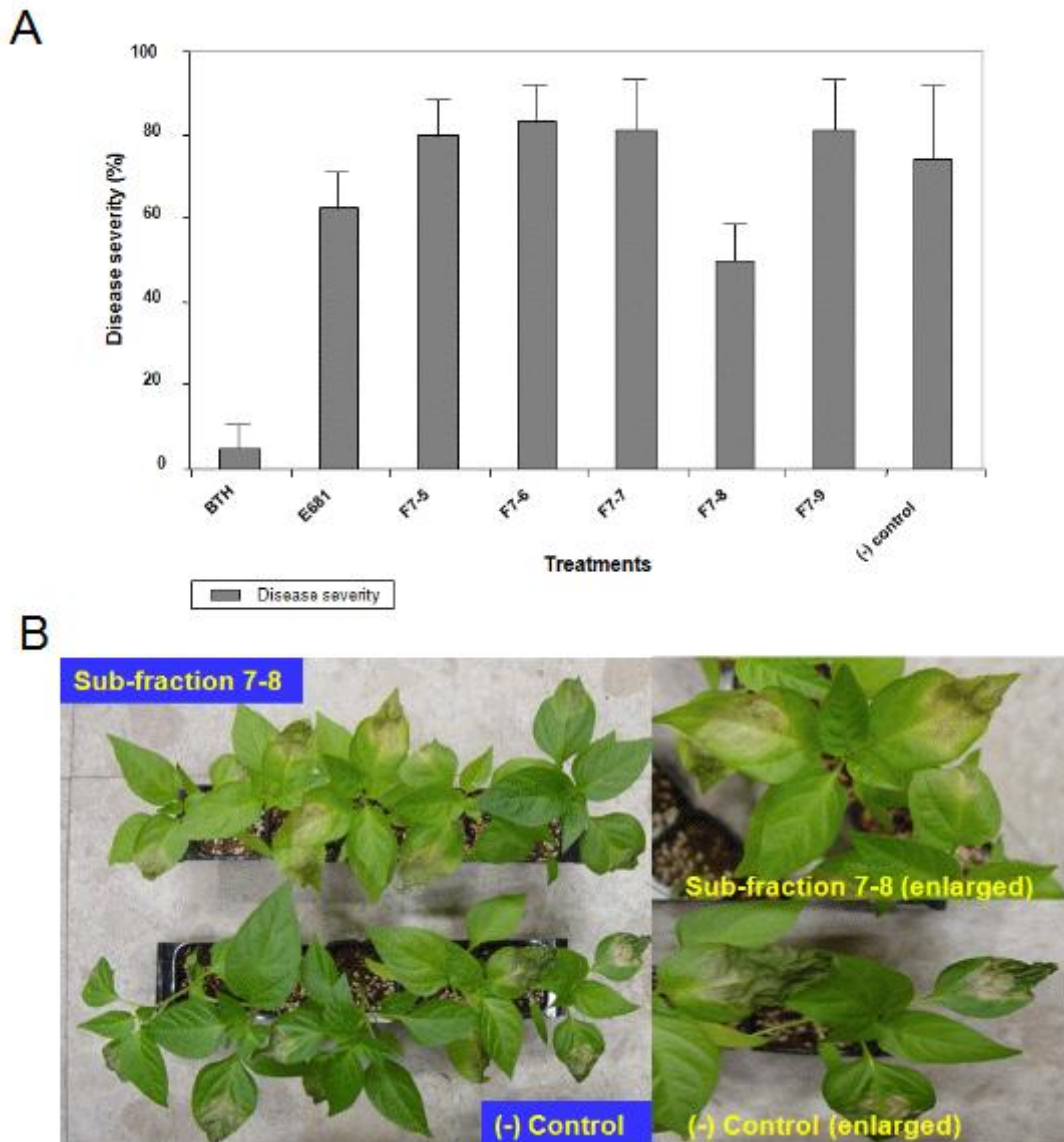 A
100
80
60
40
20
0
Disease severity (%)
BTH
E681
F7-5
F7-6
F7-7
F7-8
F7-9
(-) control
Treatments
Disease severity
B
Sub-fraction 7-8
Sub-fraction 7-8 (enlarged)
(-) Control
(-) Control (enlarged)